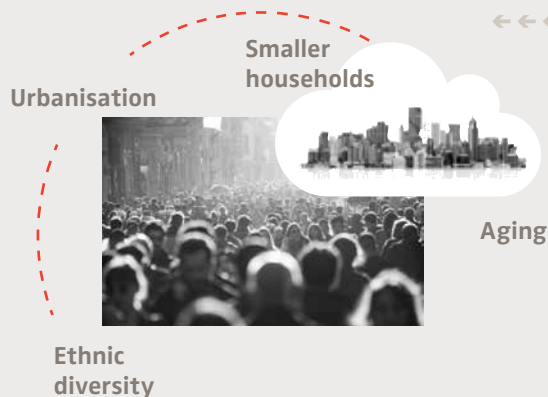 Smaller
households
Urbanisation
Aging
Ethnic
diversity